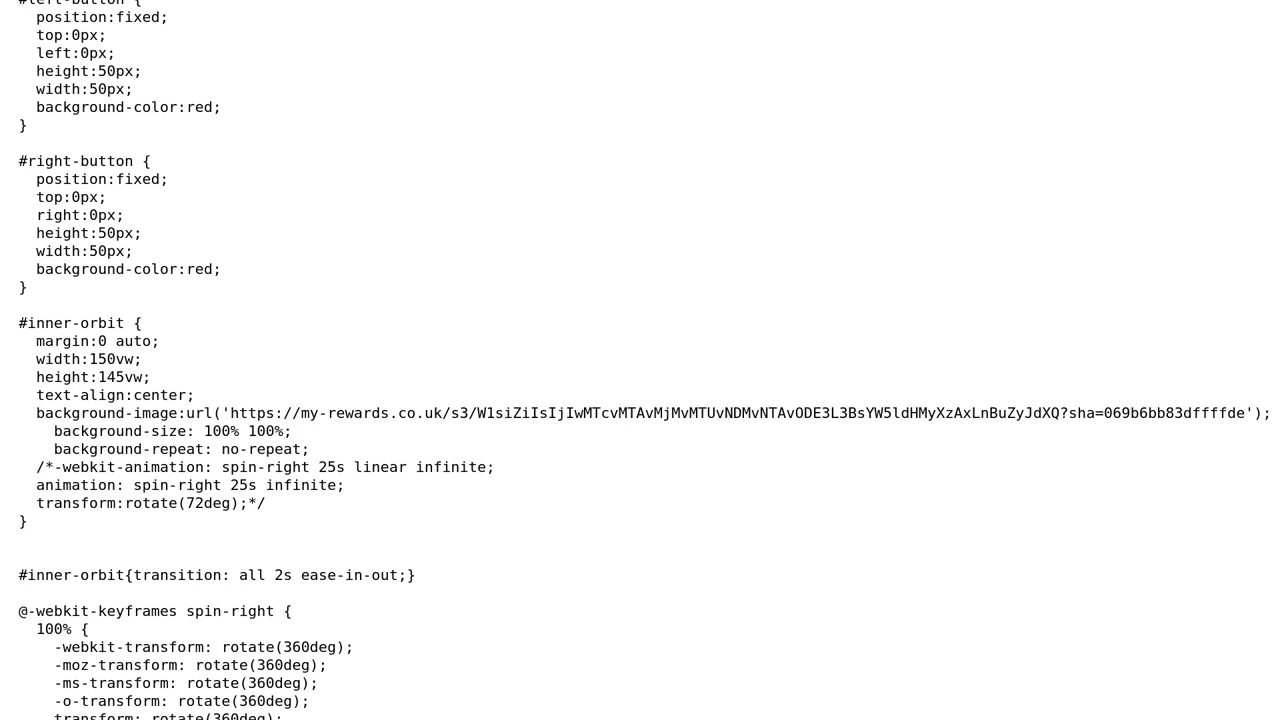 #left-button {
  position:fixed;
  top:0px;
  left:0px;
  height:50px;
  width:50px;
  background-color:red;
}

#right-button {
  position:fixed;
  top:0px;
  right:0px;
  height:50px;
  width:50px;
  background-color:red;
}

#inner-orbit {
  margin:0 auto;
  width:150vw;
  height:145vw;
  text-align:center;
  background-image:url('https://my-rewards.co.uk/s3/W1siZiIsIjIwMTcvMTAvMjMvMTUvNDMvNTAvODE3L3BsYW5ldHMyXzAxLnBuZyJdXQ?sha=069b6bb83dffffde');
    background-size: 100% 100%;
    background-repeat: no-repeat;
  /*-webkit-animation: spin-right 25s linear infinite;
  animation: spin-right 25s infinite;
  transform:rotate(72deg);*/
}


#inner-orbit{transition: all 2s ease-in-out;}

@-webkit-keyframes spin-right {
  100% {
    -webkit-transform: rotate(360deg);
    -moz-transform: rotate(360deg);
    -ms-transform: rotate(360deg);
    -o-transform: rotate(360deg);
    transform: rotate(360deg);